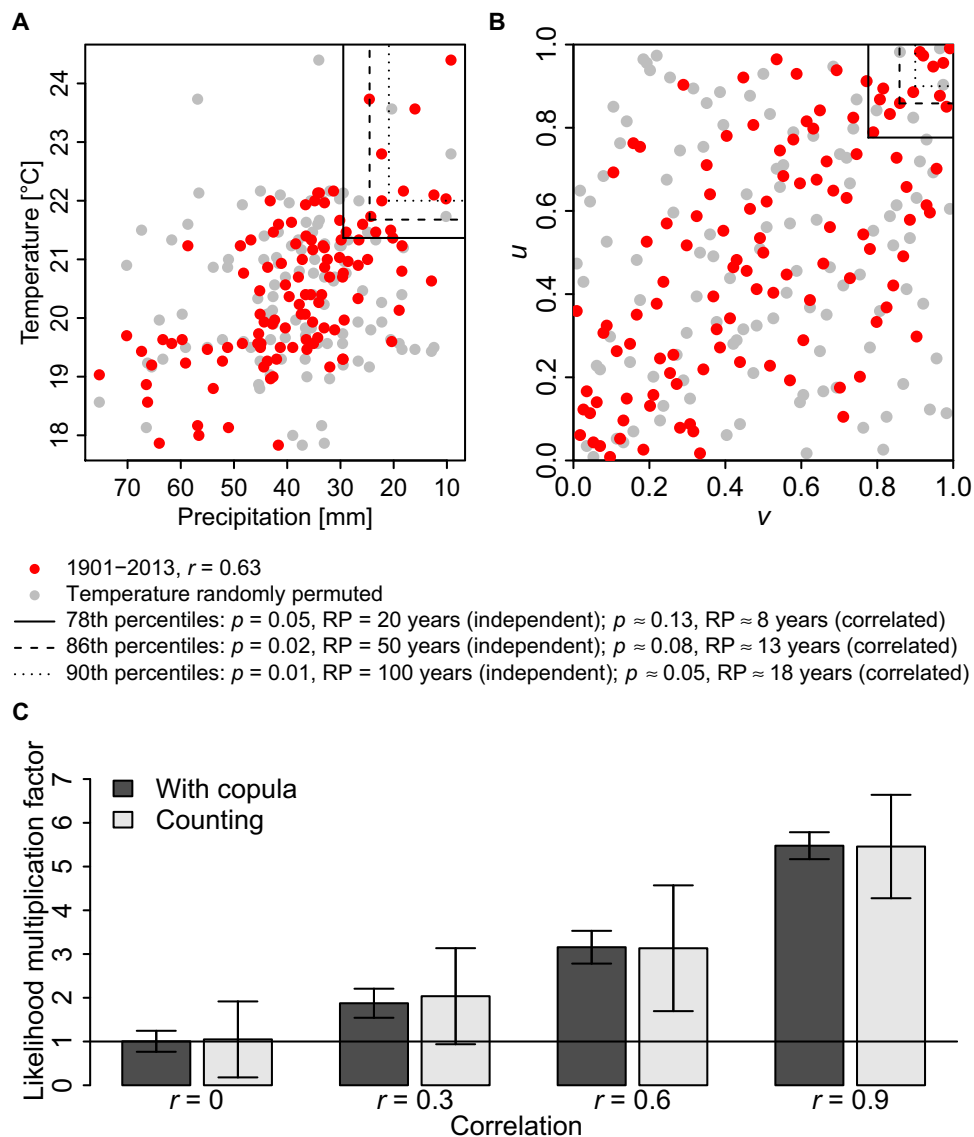 A
B
Temperature [°C]
24
23
22
21
20
19
18
70 60 50 40 30 20 10
Precipitation [mm]
u
1.0
0.8
0.6
0.4
0.2
0.0
0.0 0.2 0.4 0.6 0.8 1.0
v
1901−2013, r = 0.63
Temperature randomly permuted
78th percentiles: p = 0.05, RP = 20 years (independent); p ≈ 0.13, RP ≈ 8 years (correlated)
86th percentiles: p = 0.02, RP = 50 years (independent); p ≈ 0.08, RP ≈ 13 years (correlated)
90th percentiles: p = 0.01, RP = 100 years (independent); p ≈ 0.05, RP ≈ 18 years (correlated)
C
Likelihood multiplication factor
7
6
5
4
3
2
1
0
With copula
Counting
r = 0 r = 0.3 r = 0.6 r = 0.9
Correlation